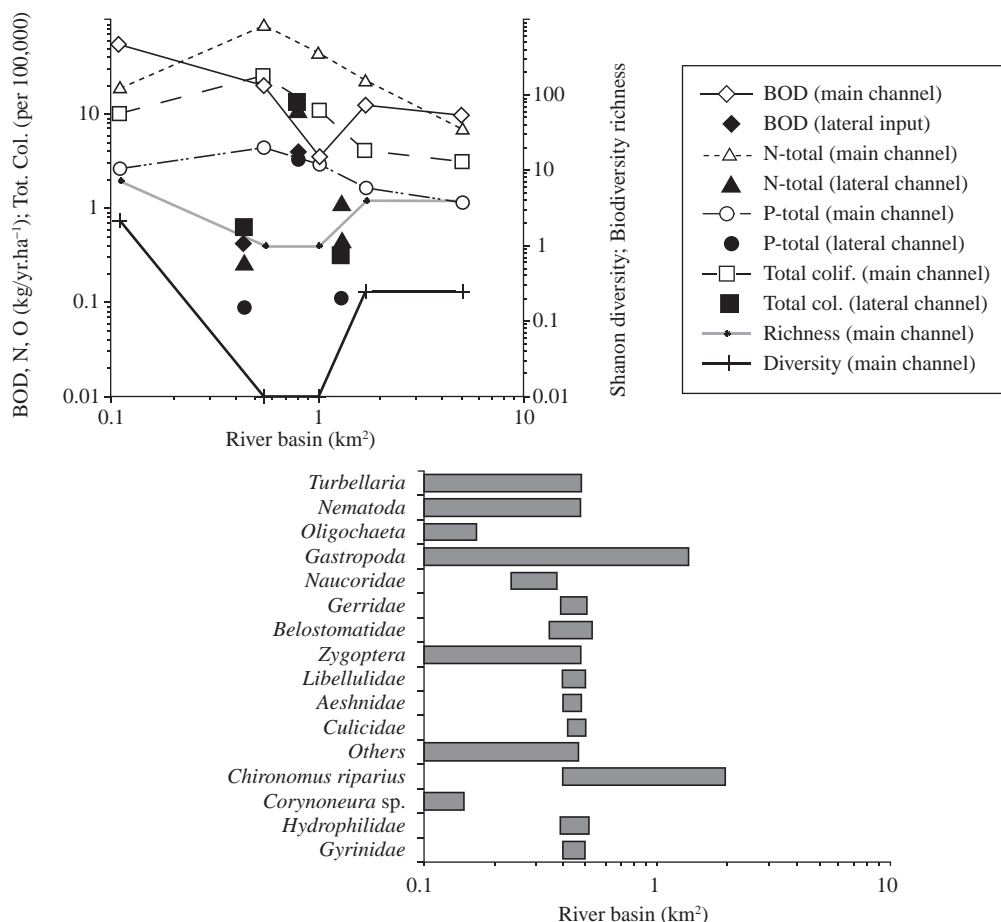 BOD, N, O (kg/yr.ha⁻¹); Tot. Col. (per 100,000)
10
1
0.1
0.01
0.1
1
10
River basin (km²)
100
10
1
0.1
0.01
Shanon diversity; Biodiversity richness
BOD (main channel)
BOD (lateral input)
N-total (main channel)
N-total (lateral channel)
P-total (main channel)
P-total (lateral channel)
Total colif. (main channel)
Total col. (lateral channel)
Richness (main channel)
Diversity (main channel)
Turbellaria
Nematoda
Oligochaeta
Gastropoda
Naucoridae
Gerridae
Belostomatidae
Zygoptera
Libellulidae
Aeshnidae
Culicidae
Others
Chironomus riparius
Corynoneura sp.
Hydrophilidae
Gyrinidae
0.1
1
10
River basin (km²)